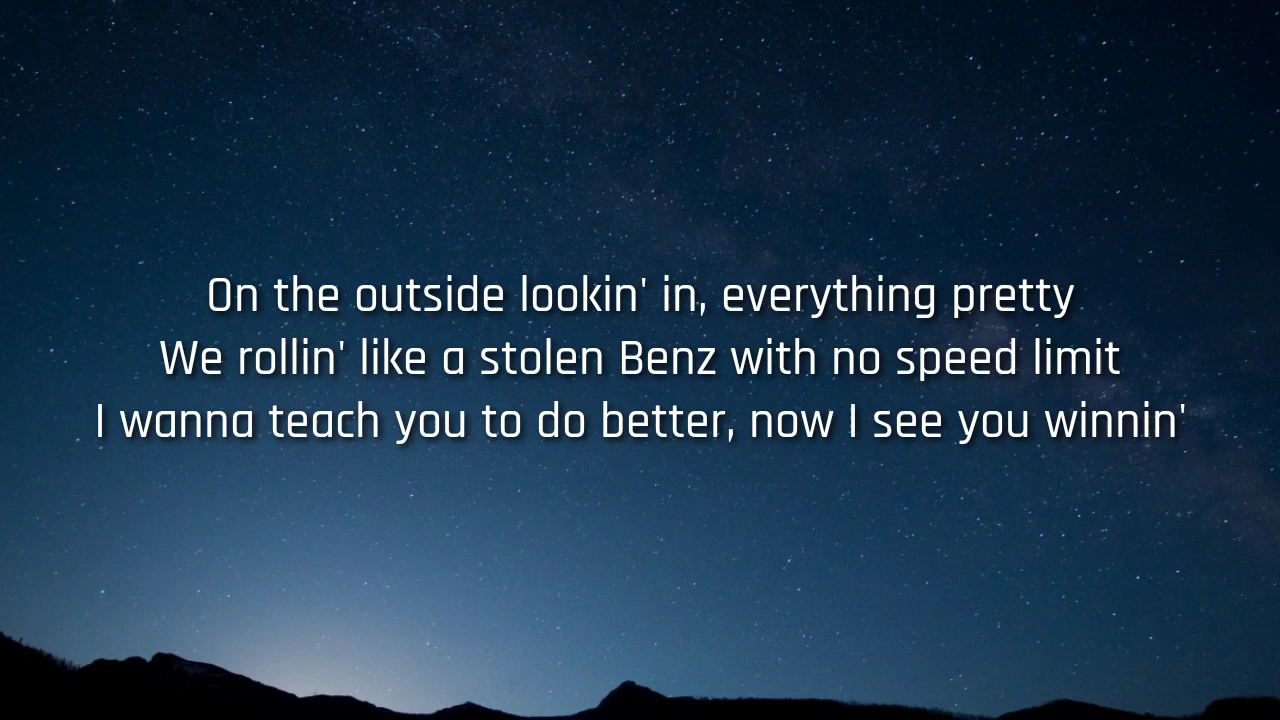 On the outside lookin' in, everything pretty
We rollin' like a stolen Benz with no speed limit
I wanna teach you to do better, now I see you winnin'